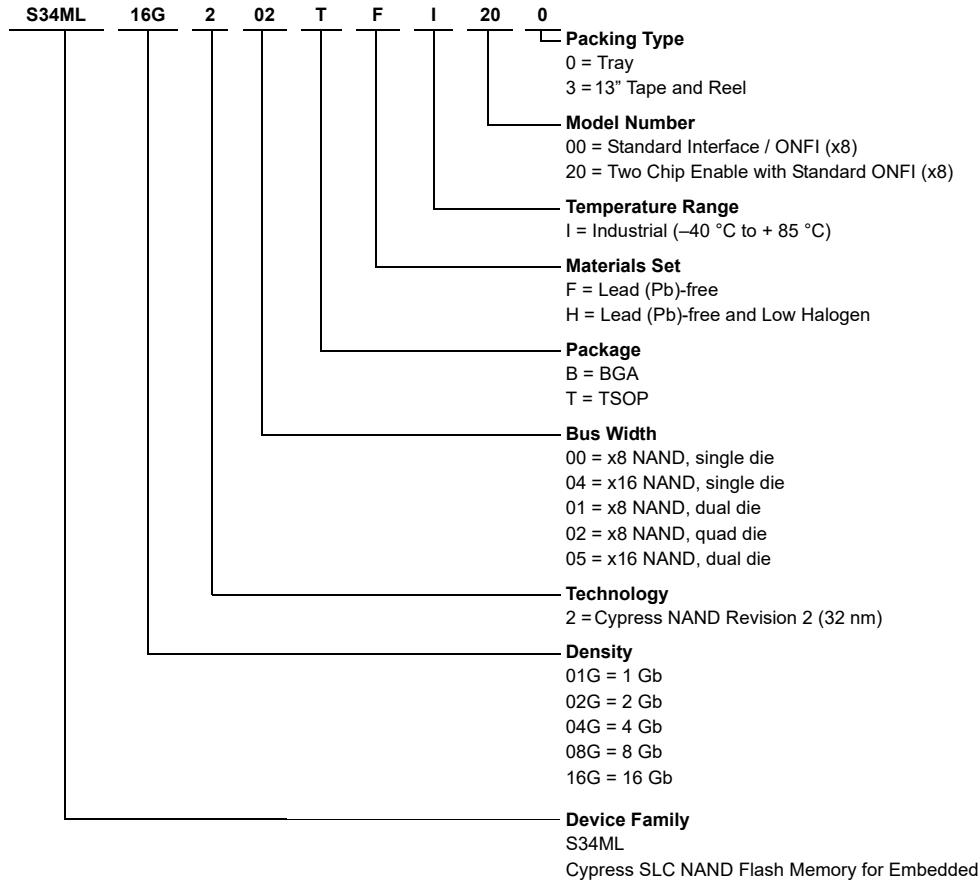 S34ML 16G 2 02 T F I 20 0
Packing Type
0 = Tray
3 = 13” Tape and Reel
Model Number
00 = Standard Interface / ONFI (x8)
20 = Two Chip Enable with Standard ONFI (x8)
Temperature Range
I = Industrial (–40 °C to + 85 °C)
Materials Set
F = Lead (Pb)-free
H = Lead (Pb)-free and Low Halogen
Package
B = BGA
T = TSOP
Bus Width
00 = x8 NAND, single die
04 = x16 NAND, single die
01 = x8 NAND, dual die
02 = x8 NAND, quad die
05 = x16 NAND, dual die
Technology
2 = Cypress NAND Revision 2 (32 nm)
Density
01G = 1 Gb
02G = 2 Gb
04G = 4 Gb
08G = 8 Gb
16G = 16 Gb
Device Family
S34ML
Cypress SLC NAND Flash Memory for Embedded